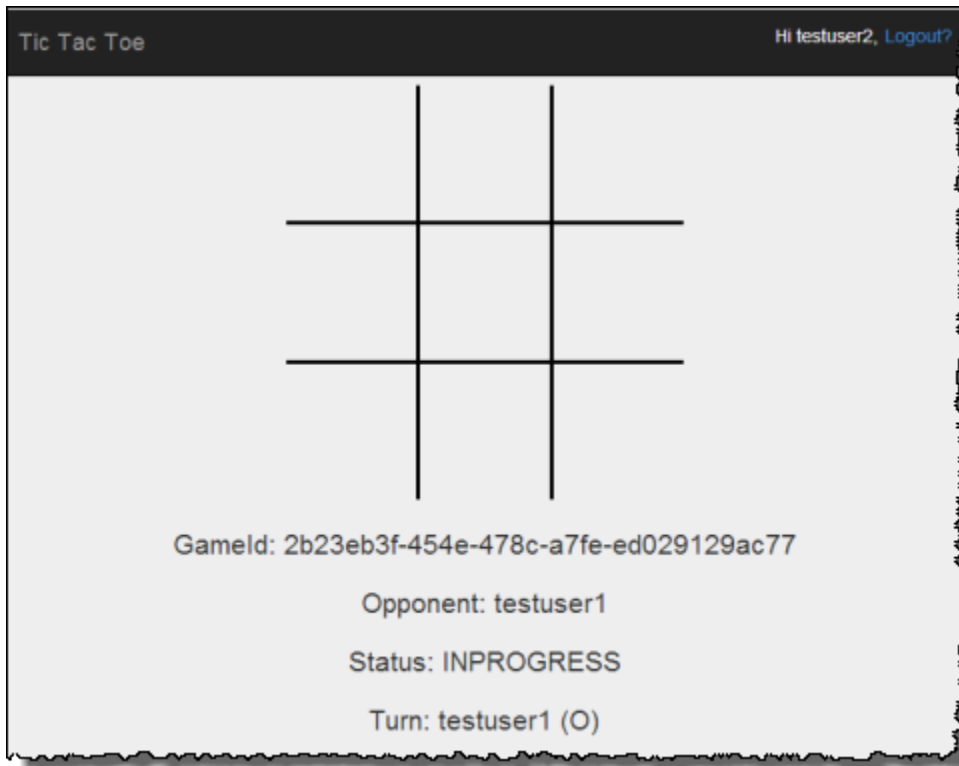 Tic Tac Toe
Hi testuser2, Logout?
GameId: 2b23eb3f-454e-478c-a7fe-ed029129ac77
Opponent: testuser1
Status: INPROGRESS
Turn: testuser1 (O)